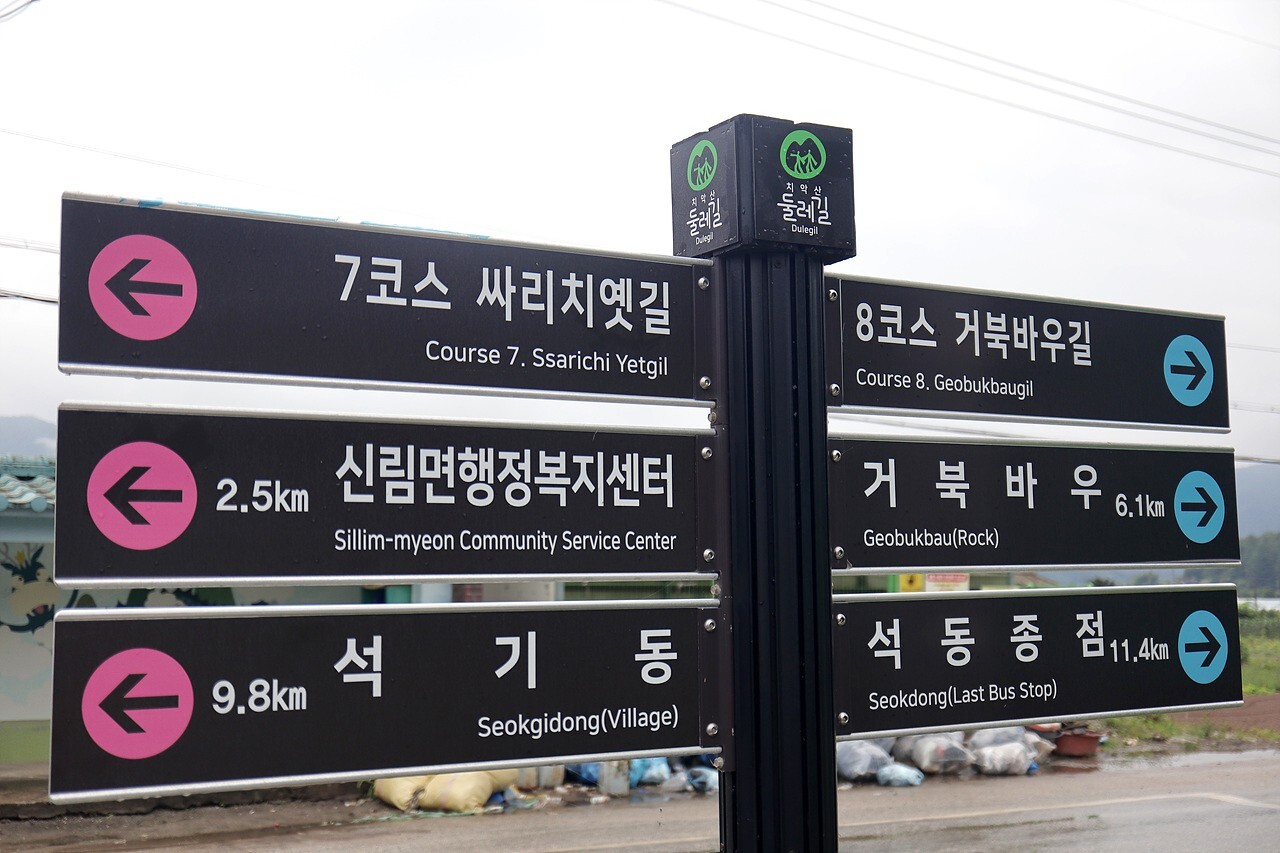 치악산
둘레길
Dulegil
치악산
둘레길
Dulegil
7코스 싸리치옛길
Course 7. Ssarichi Yetgil
2.5km 신림면행정복지센터
Sillim-myeon Community Service Center
9.8km 석기동
Seokgidong(Village)
8코스 거북바우길
Course 8. Geobukbaugil
거북바우 6.1km
Geobukbau(Rock)
석동종점 11.4km
Seokdong(Last Bus Stop)